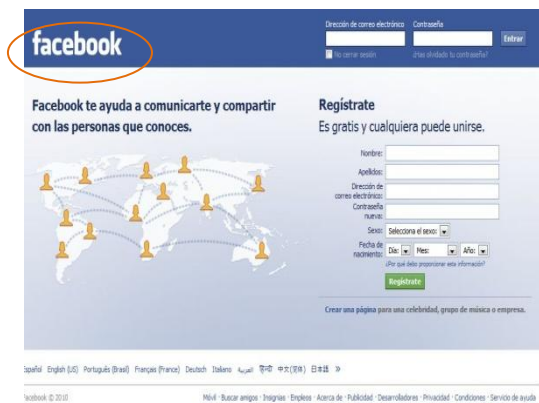 facebook
Dirección de correo electrónico Contraseña
Entrar
No cerrar sesión ¿Has olvidado tu contraseña?
Facebook te ayuda a comunicarte y compartir
con las personas que conoces.
Regístrate
Es gratis y cualquiera puede unirse.
Nombre:
Apellidos:
Dirección de
correo electrónico:
Contraseña
nueva:
Sexo: Selecciona el sexo:
Fecha de
nacimiento: Día: Mes: Año:
¿Por qué debo proporcionar esta información?
Regístrate
Crear una página para una celebridad, grupo de música o empresa.
español English (US) Português (Brasil) Français (France) Deutsch Italiano العربية हिन्दी 中文(简体) 日本語 »
acebook © 2010 Móvil · Buscar amigos · Insignias · Empleos · Acerca de · Publicidad · Desarrolladores · Privacidad · Condiciones · Servicio de ayuda